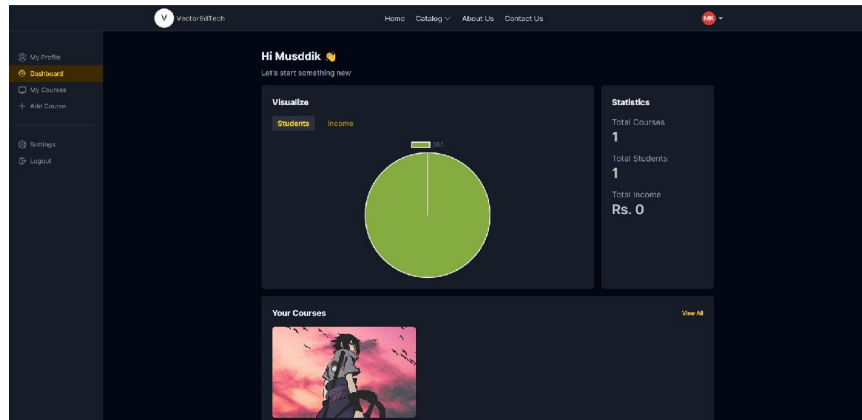 V VectorEdTech
Home Catalog About Us Contact Us
MK
My Profile
Dashboard
My Courses
Add Course
Settings
Logout
Hi Musddik 👋
Let's start something new
Visualize
Students Income
Statistics
Total Courses
1
Total Students
1
Total Income
Rs. 0
Your Courses
View All